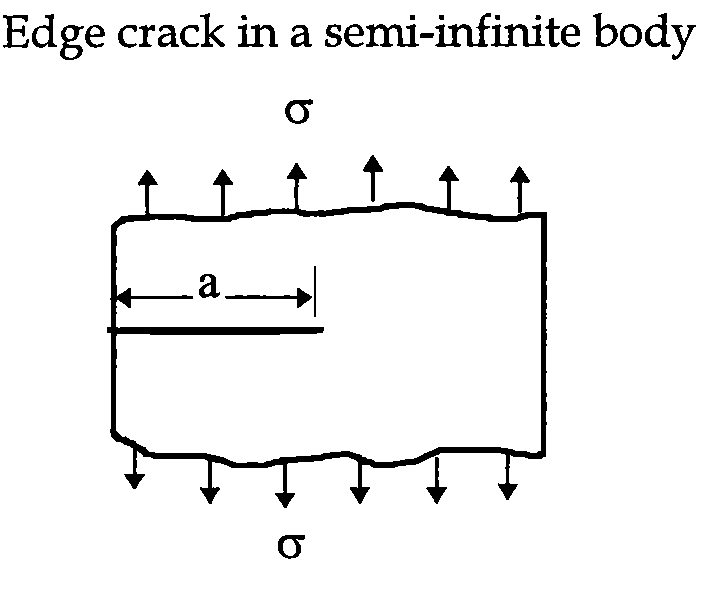 Edge crack in a semi-infinite body
σ
a
σ